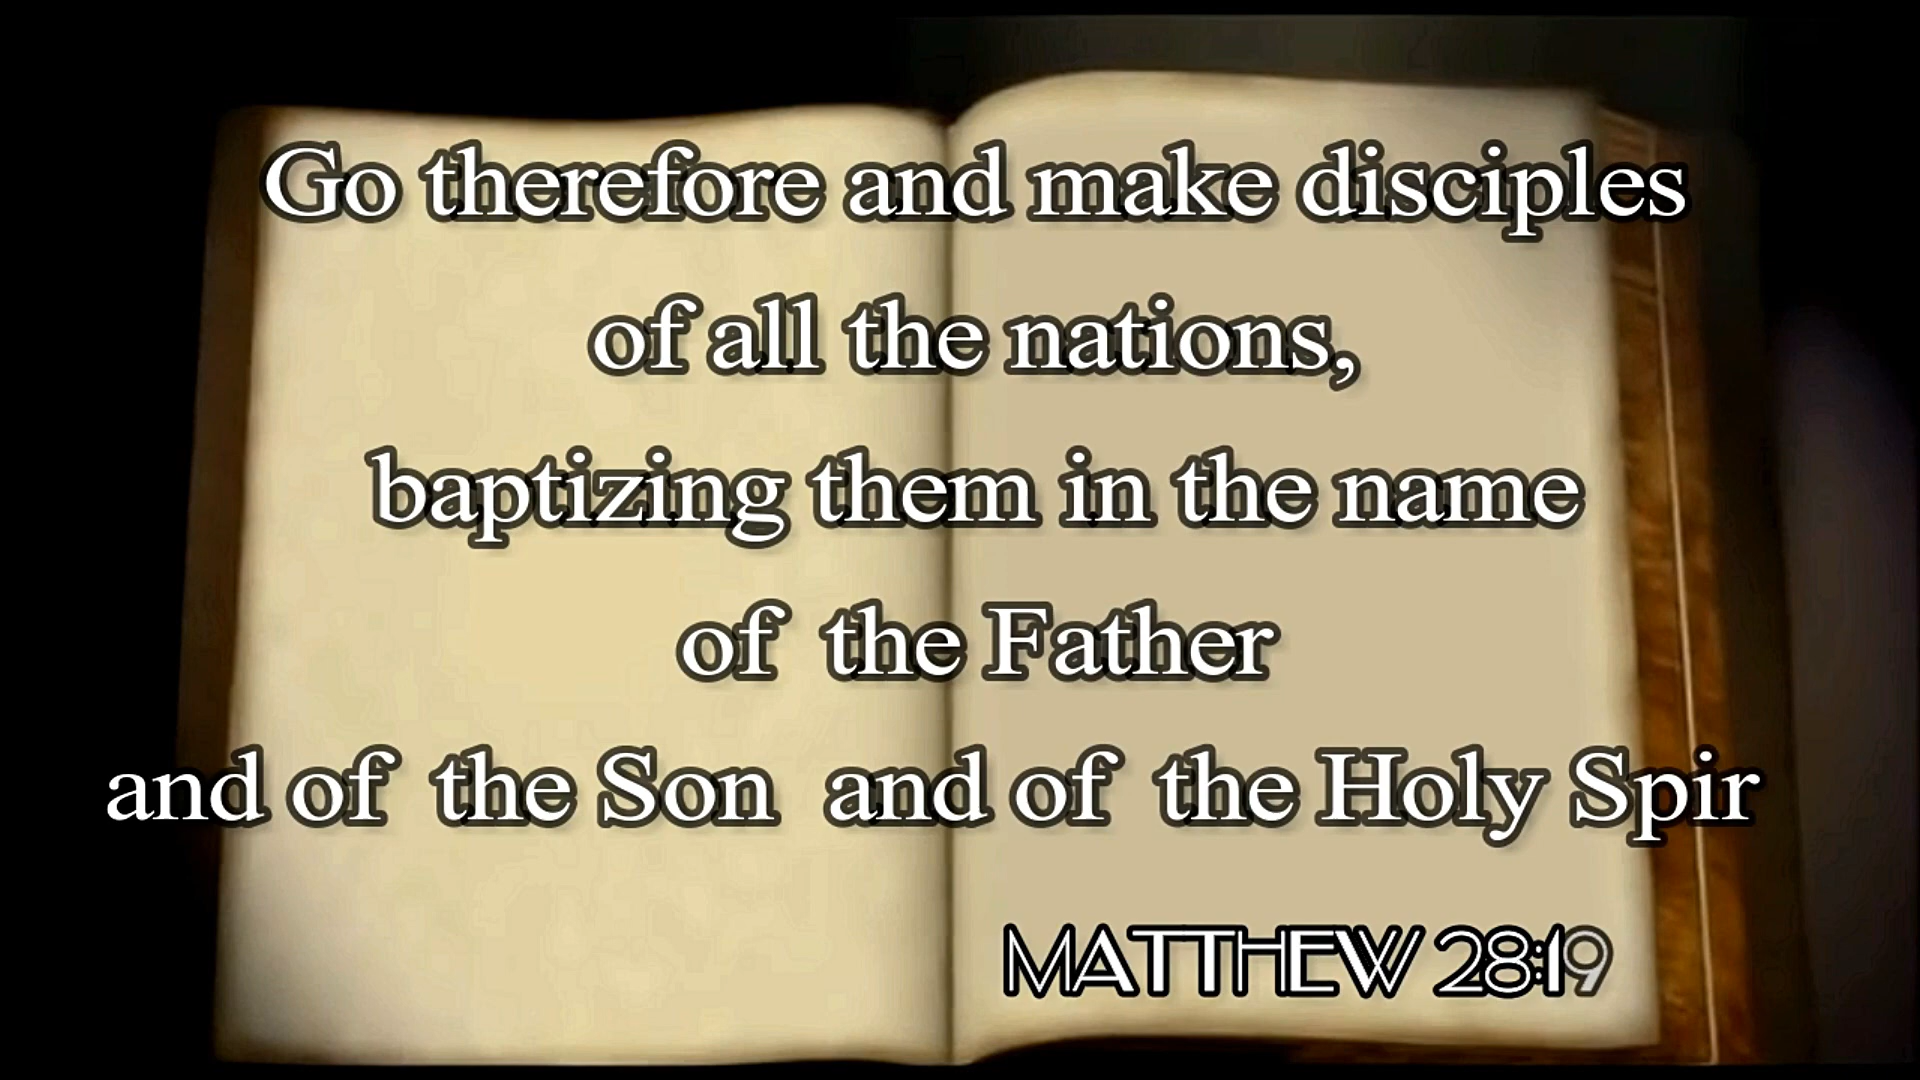 Go therefore and make disciples
of all the nations,
baptizing them in the name
of the Father
and of the Son and of the Holy Spir
MATTHEW 28:19